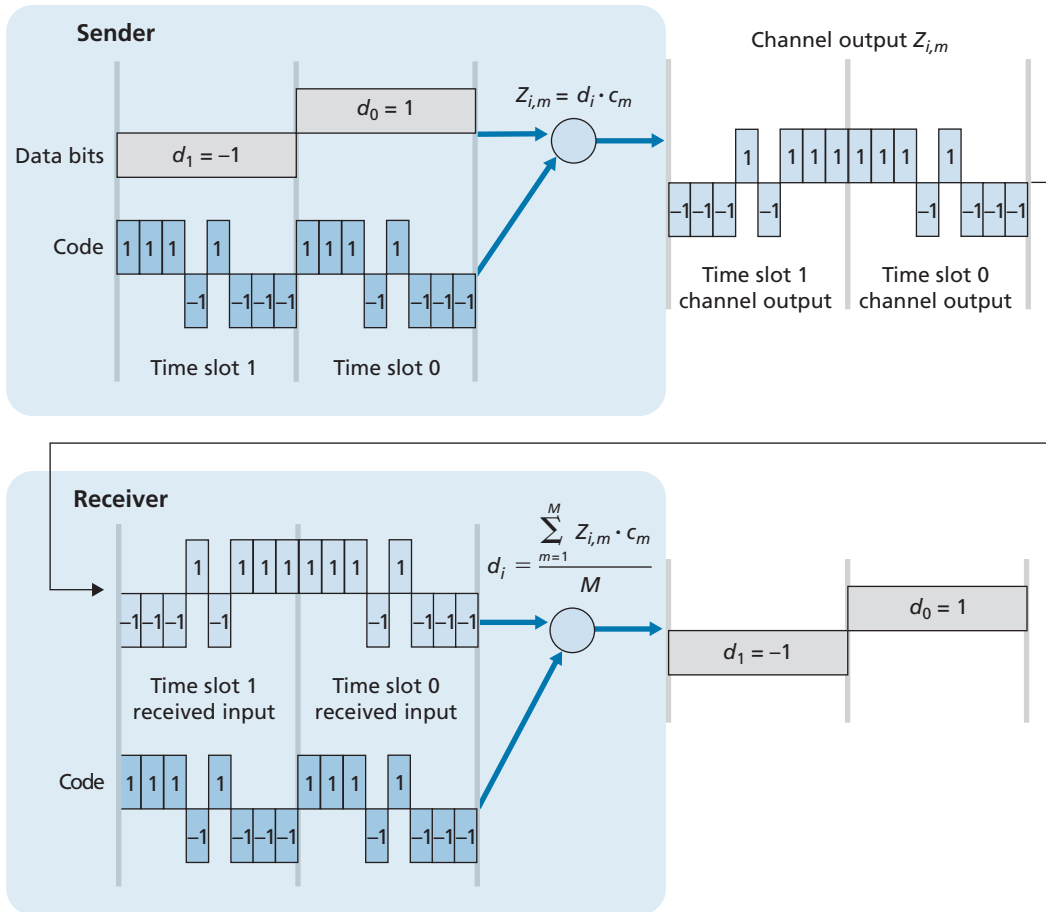 Sender
Channel output Z_{i,m}
Z_{i,m} = d_i · c_m
d_0 = 1
Data bits
d_1 = –1
1 1 1 1 1 1 1 1
–1 –1 –1 –1 –1 –1 –1 –1
Code
1 1 1 1 1 1 1 1
–1 –1 –1 –1 –1 –1 –1 –1
Time slot 1
Time slot 0
Time slot 1
channel output
Time slot 0
channel output
Receiver
d_i = \frac{\sum_{m=1}^{M} Z_{i,m} · c_m}{M}
1 1 1 1 1 1 1 1
–1 –1 –1 –1 –1 –1 –1 –1
Time slot 1
received input
Time slot 0
received input
d_0 = 1
d_1 = –1
Code
1 1 1 1 1 1 1 1
–1 –1 –1 –1 –1 –1 –1 –1